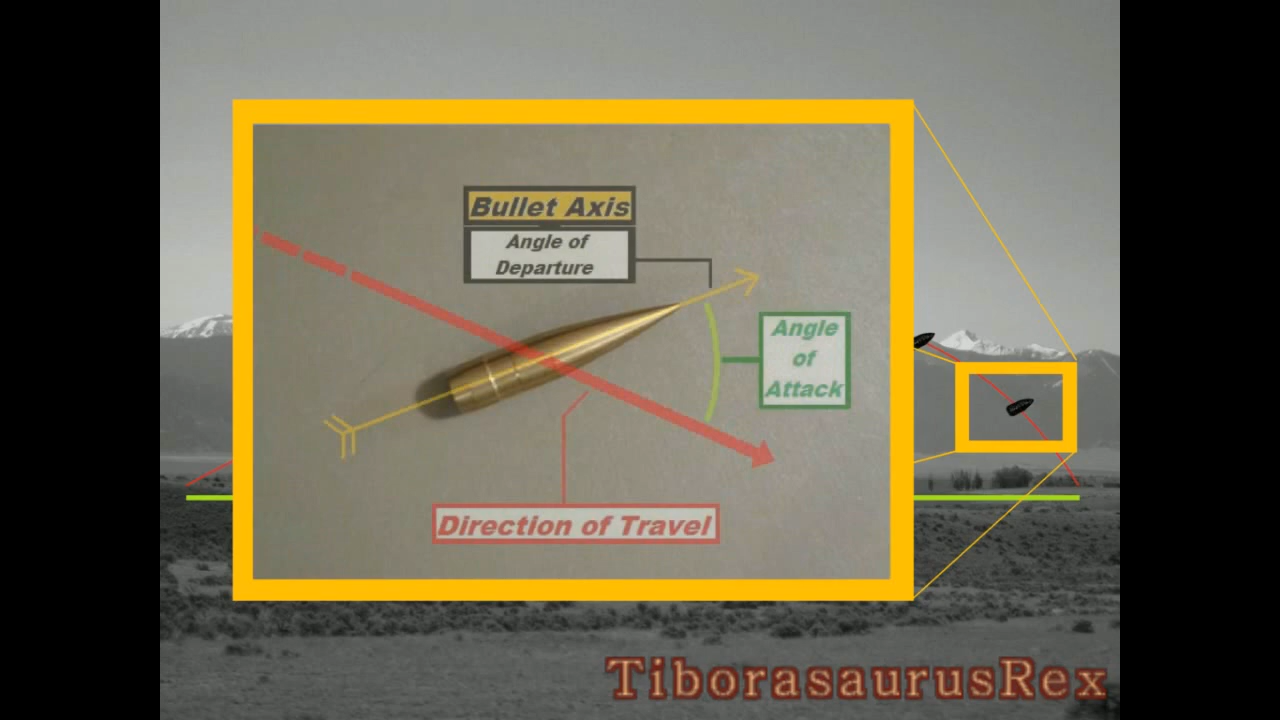 Bullet Axis
Angle of
Departure
Angle
of
Attack
Direction of Travel
TiborasaurusRex